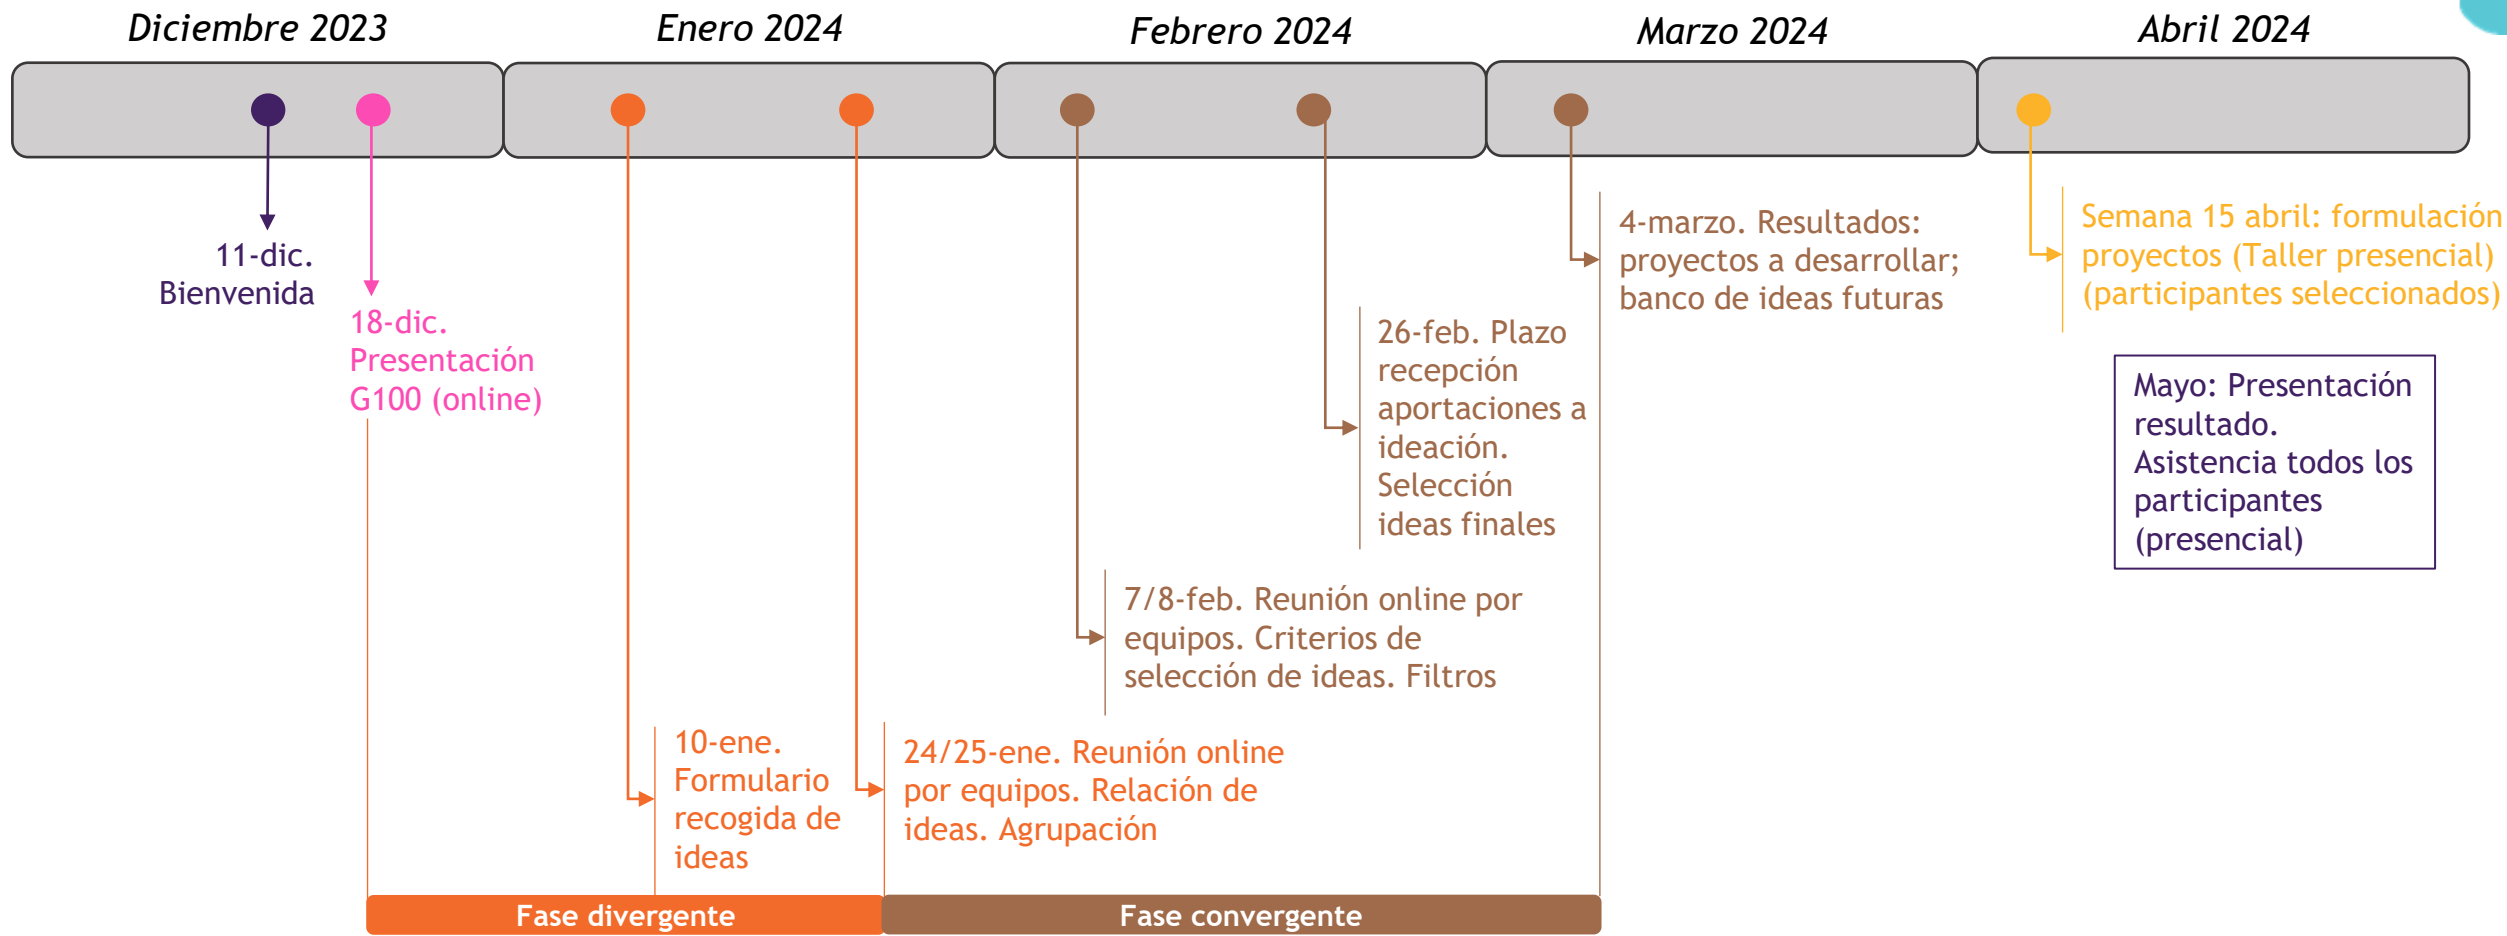 Diciembre 2023
Enero 2024
Febrero 2024
Marzo 2024
Abril 2024
11-dic.
Bienvenida
18-dic.
Presentación
G100 (online)
10-ene.
Formulario
recogida de
ideas
24/25-ene. Reunión online
por equipos. Relación de
ideas. Agrupación
7/8-feb. Reunión online por
equipos. Criterios de
selección de ideas. Filtros
26-feb. Plazo
recepción
aportaciones a
ideación.
Selección
ideas finales
4-marzo. Resultados:
proyectos a desarrollar;
banco de ideas futuras
Semana 15 abril: formulación
proyectos (Taller presencial)
(participantes seleccionados)
Mayo: Presentación
resultado.
Asistencia todos los
participantes
(presencial)
Fase divergente
Fase convergente